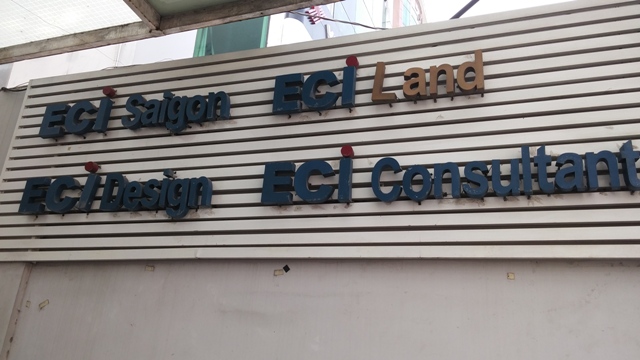 ECi Saigon
ECi Land
ECi Design
ECi Consultant